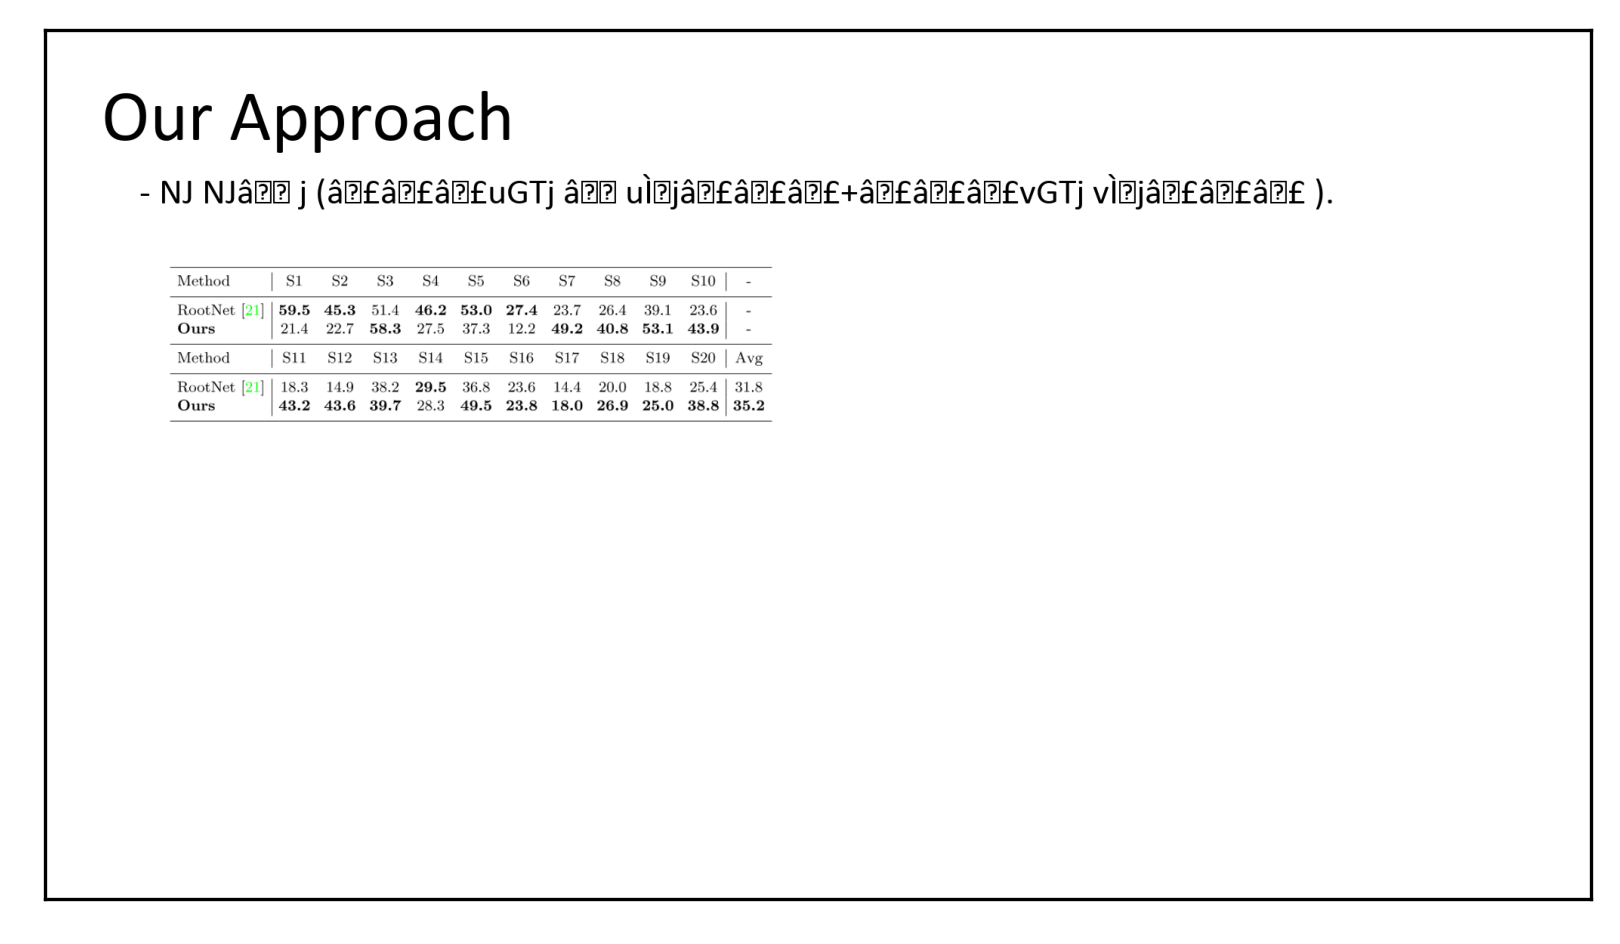 Our Approach
- NJ NJâ�� j (â�£â�£â�£uGTj â�� uÌ�jâ�£â�£â�£+â�£â�£â�£vGTj vÌ�jâ�£â�£â�£ ).
Method S1 S2 S3 S4 S5 S6 S7 S8 S9 S10 -
RootNet [21] 59.5 45.3 51.4 46.2 53.0 27.4 23.7 26.4 39.1 23.6 -
Ours 21.4 22.7 58.3 27.5 37.3 12.2 49.2 40.8 53.1 43.9 -
Method S11 S12 S13 S14 S15 S16 S17 S18 S19 S20 Avg
RootNet [21] 18.3 14.9 38.2 29.5 36.8 23.6 14.4 20.0 18.8 25.4 31.8
Ours 43.2 43.6 39.7 28.3 49.5 23.8 18.0 26.9 25.0 38.8 35.2